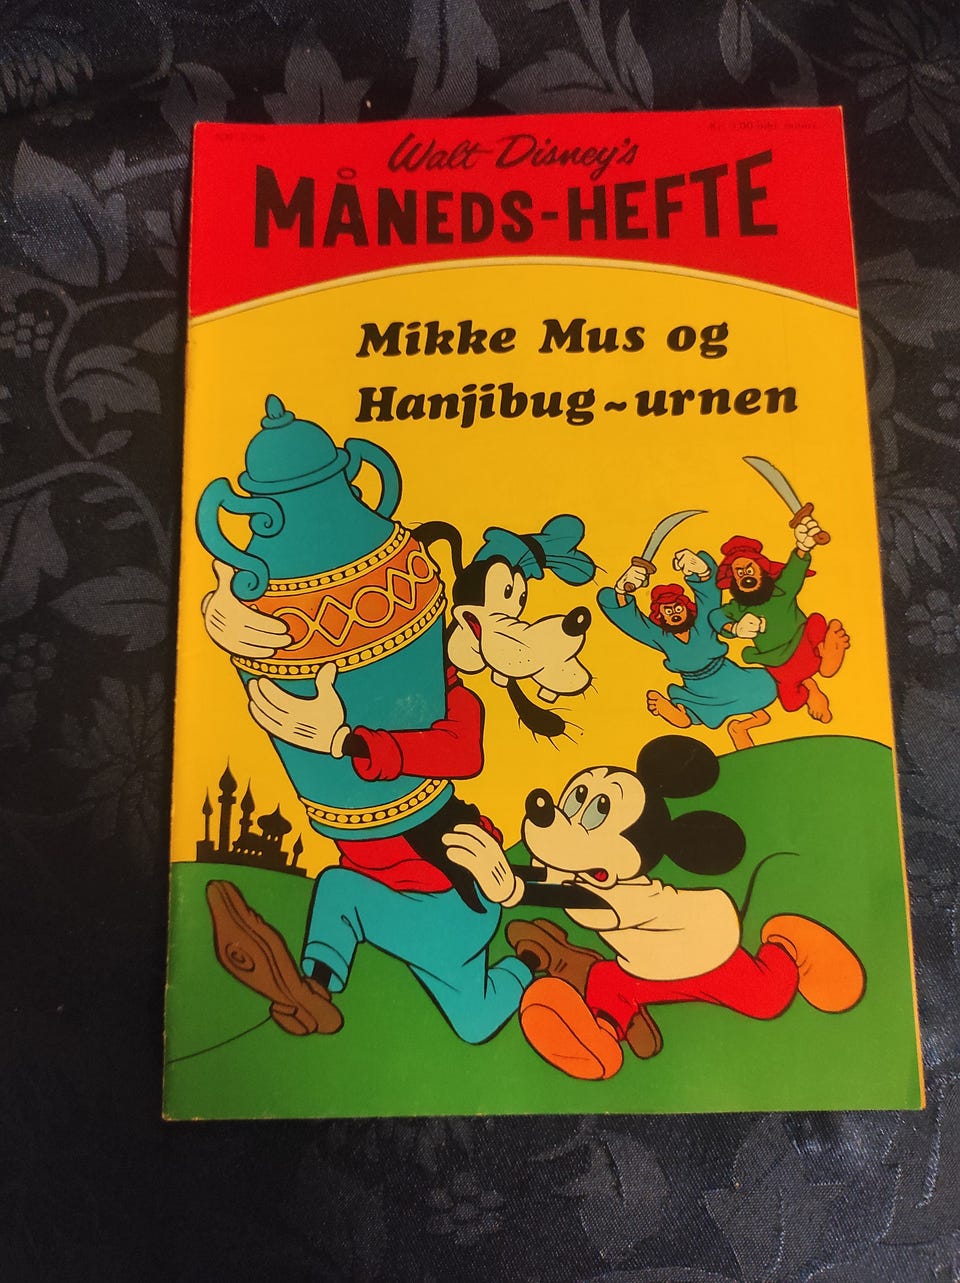 Walt Disney's
MÅNEDS-HEFTE
Mikke Mus og
Hanjibug~urnen